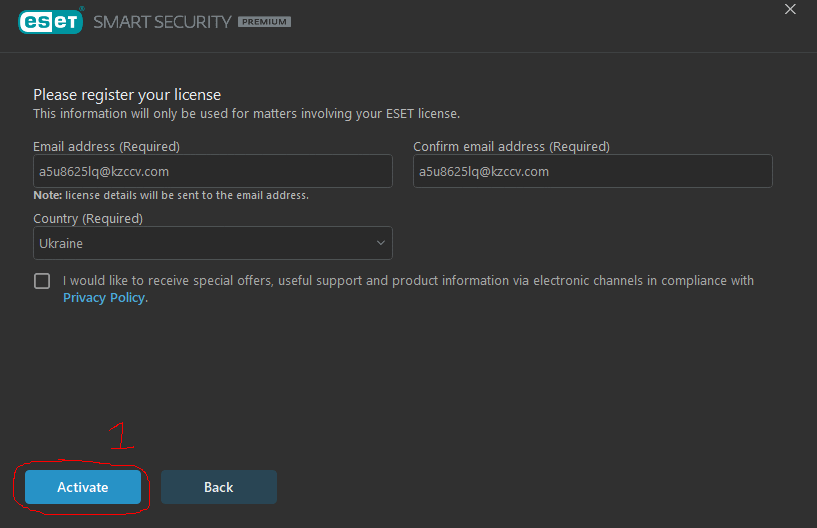 eset SMART SECURITY PREMIUM
Please register your license
This information will only be used for matters involving your ESET license.
Email address (Required)
Confirm email address (Required)
a5u8625lq@kzccv.com
a5u8625lq@kzccv.com
Note: license details will be sent to the email address.
Country (Required)
Ukraine
I would like to receive special offers, useful support and product information via electronic channels in compliance with
Privacy Policy.
1
Activate
Back